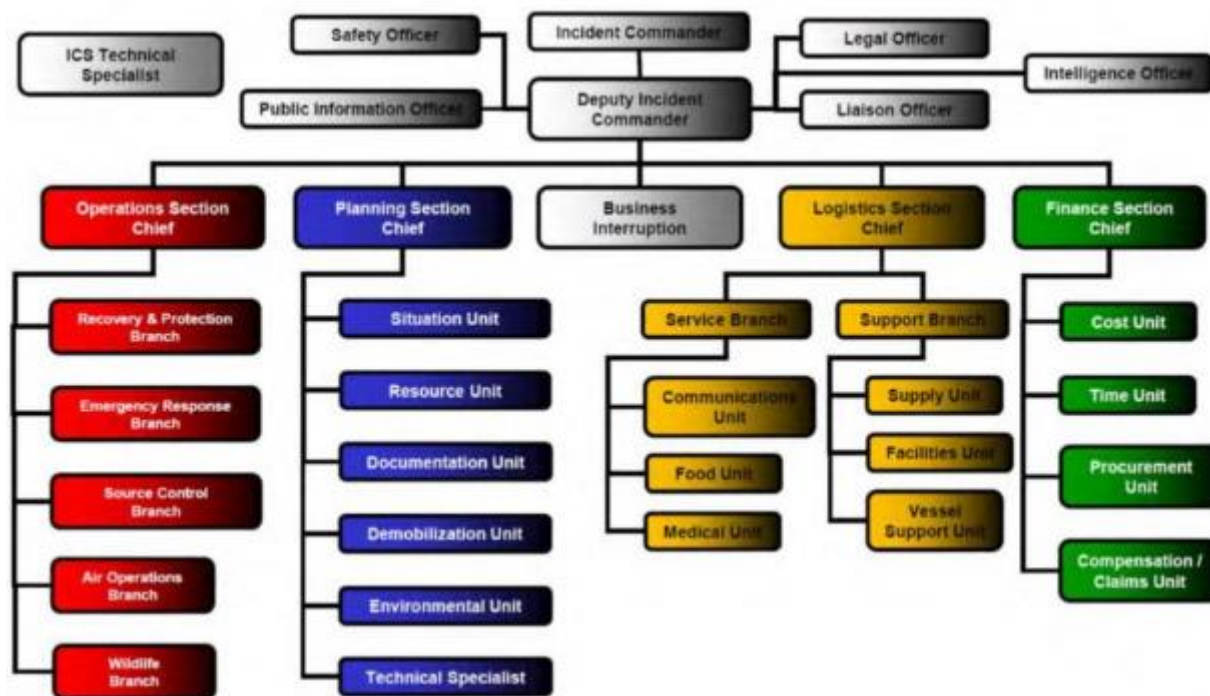 ICS Technical
Specialist
Safety Officer
Incident Commander
Legal Officer
Intelligence Officer
Public Information Officer
Deputy Incident
Commander
Liaison Officer
Operations Section
Chief
Planning Section
Chief
Business
Interruption
Logistics Section
Chief
Finance Section
Chief
Recovery & Protection
Branch
Emergency Response
Branch
Source Control
Branch
Air Operations
Branch
Wildlife
Branch
Situation Unit
Resource Unit
Documentation Unit
Demobilization Unit
Environmental Unit
Technical Specialist
Service Branch
Communications
Unit
Food Unit
Medical Unit
Support Branch
Supply Unit
Facilities Unit
Vessel
Support Unit
Cost Unit
Time Unit
Procurement
Unit
Compensation /
Claims Unit